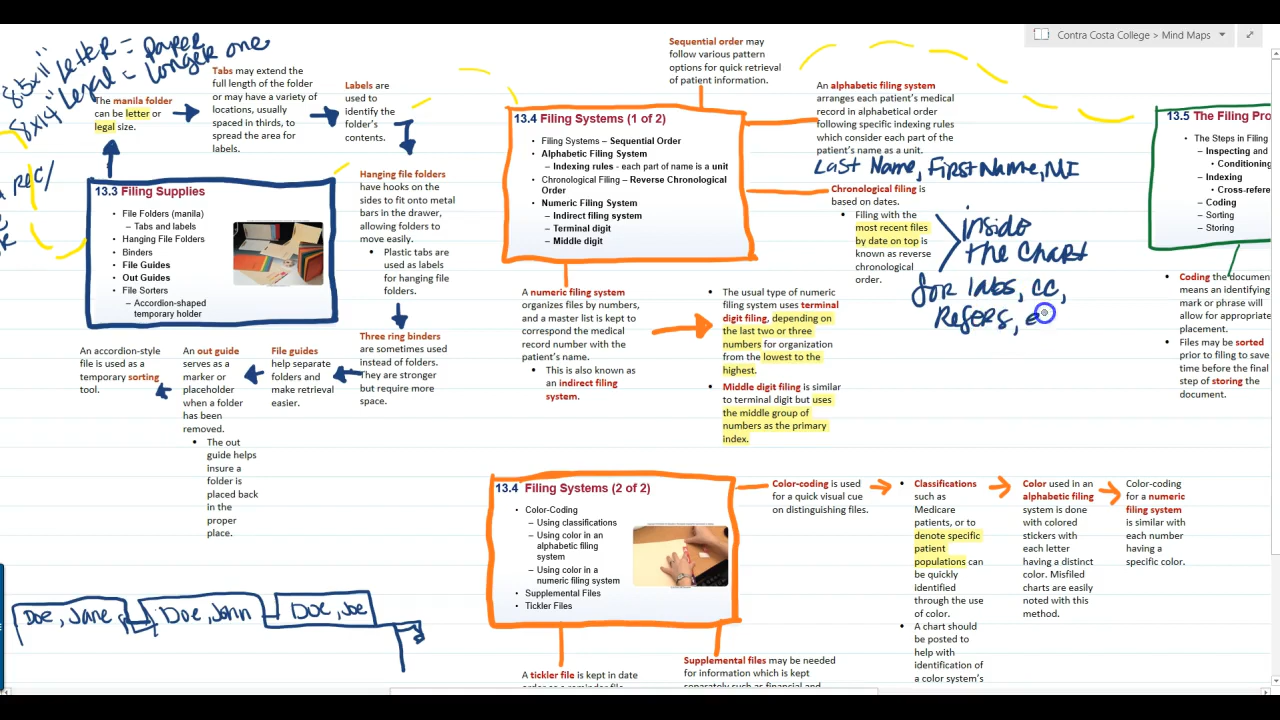 Contra Costa College > Mind Maps
8.5x11" Letter = paper
8x14" Legal = Longer one
The manila folder
can be letter or
legal size.
Tabs may extend the
full length of the folder
or may have a variety of
locations, usually
spaced in thirds, to
spread the area for
labels.
Labels are
used to
identify the
folder's
contents.
13.3 Filing Supplies
• File Folders (manila)
– Tabs and labels
• Hanging File Folders
• Binders
• File Guides
• Out Guides
• File Sorters
– Accordion-shaped
temporary holder
Hanging file folders
have hooks on the
sides to fit onto metal
bars in the drawer,
allowing folders to
move easily.
• Plastic tabs are
used as labels
for hanging file
folders.
Three ring binders
are sometimes used
instead of folders.
They are stronger
but require more
space.
File guides
help separate
folders and
make retrieval
easier.
An out guide
serves as a
marker or
placeholder
when a folder
has been
removed.
• The out
guide helps
insure a
folder is
placed back
in the
proper
place.
An accordion-style
file is used as a
temporary sorting
tool.
Doe, Jane
Doe, John
Doe, Joe
Sequential order may
follow various pattern
options for quick retrieval
of patient information.
13.4 Filing Systems (1 of 2)
• Filing Systems – Sequential Order
• Alphabetic Filing System
– Indexing rules - each part of name is a unit
• Chronological Filing – Reverse Chronological
Order
• Numeric Filing System
– Indirect filing system
– Terminal digit
– Middle digit
An alphabetic filing system
arranges each patient's medical
record in alphabetical order
following specific indexing rules
which consider each part of the
patient's name as a unit.
Last Name, First Name, MI
Chronological filing is
based on dates.
• Filing with the
most recent files
by date on top is
known as reverse
chronological
order.
inside
the chart
for labs, cc,
Refers, e
A numeric filing system
organizes files by numbers,
and a master list is kept to
correspond the medical
record number with the
patient's name.
• This is also known as
an indirect filing
system.
• The usual type of numeric
filing system uses terminal
digit filing, depending on
the last two or three
numbers for organization
from the lowest to the
highest.
• Middle digit filing is similar
to terminal digit but uses
the middle group of
numbers as the primary
index.
13.4 Filing Systems (2 of 2)
• Color-Coding
– Using classifications
– Using color in an
alphabetic filing
system
– Using color in a
numeric filing system
• Supplemental Files
• Tickler Files
Color-coding is used
for a quick visual cue
on distinguishing files.
• Classifications
such as
Medicare
patients, or to
denote specific
patient
populations can
be quickly
identified
through the use
of color.
• A chart should
be posted to
help with
identification of
a color system's
Color used in an
alphabetic filing
system is done
with colored
stickers with
each letter
having a distinct
color. Misfiled
charts are easily
noted with this
method.
Color-coding
for a numeric
filing system
is similar with
each number
having a
specific color.
A tickler file is kept in date
Supplemental files may be needed
for information which is kept
separately such as financial and
13.5 The Filing Pro
• The Steps in Filing
– Inspecting and
• Conditioning
– Indexing
• Cross-refere
– Coding
– Sorting
– Storing
• Coding the documen
means an identifying
mark or phrase will
allow for appropriate
placement.
• Files may be sorted
prior to filing to save
time before the final
step of storing the
document.